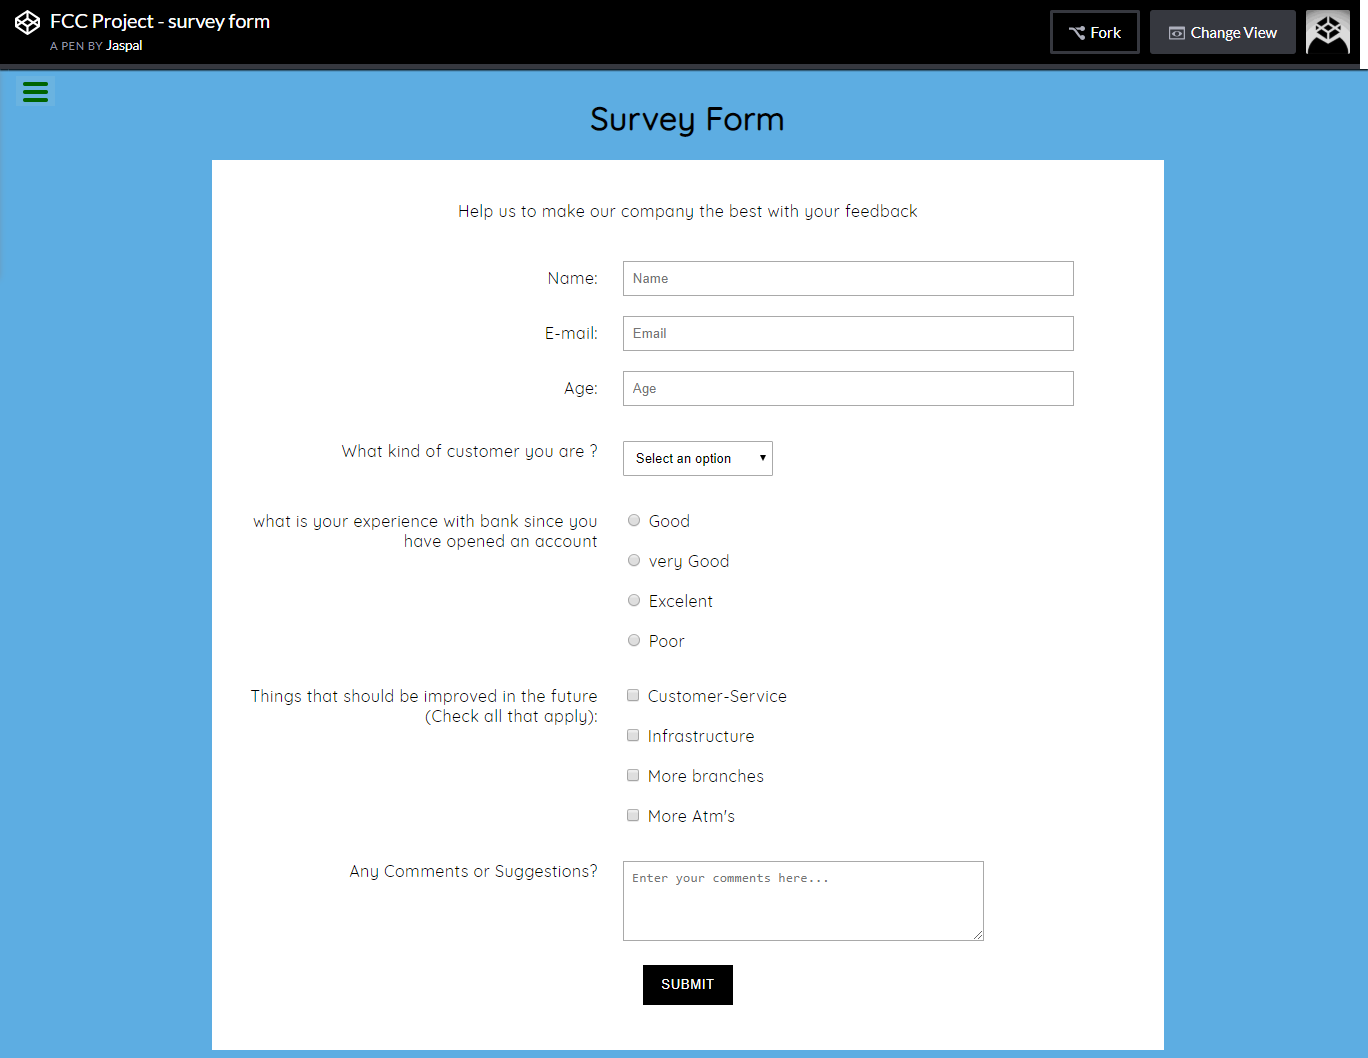 FCC Project - survey form
A PEN BY Jaspal
Fork
Change View
Survey Form
Help us to make our company the best with your feedback
Name:
Name
E-mail:
Email
Age:
Age
What kind of customer you are ?
Select an option
what is your experience with bank since you
have opened an account
Good
very Good
Excelent
Poor
Things that should be improved in the future
(Check all that apply):
Customer-Service
Infrastructure
More branches
More Atm's
Any Comments or Suggestions?
Enter your comments here...
SUBMIT